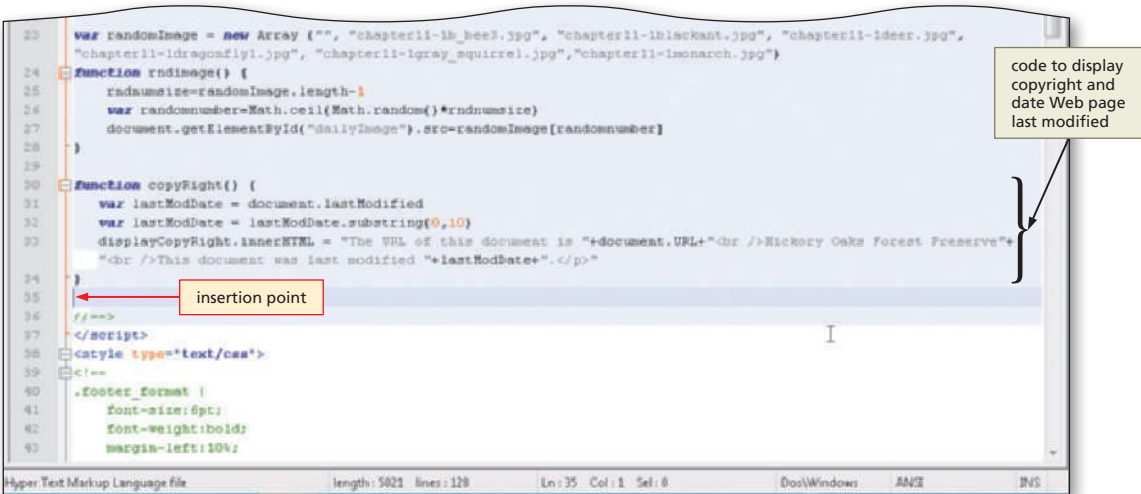 23 var randomImage = new Array ("", "chapter11-1b_bee3.jpg", "chapter11-1blackant.jpg", "chapter11-1deer.jpg",
"chapter11-1dragonfly1.jpg", "chapter11-1gray_squirrel.jpg","chapter11-1monarch.jpg")
24 function rndimage() {
25 rndnumsize=randomImage.length-1
26 var randomnumber=Math.ceil(Math.random()*rndnumsize)
27 document.getElementById("dailyImage").src=randomImage[randomnumber]
28 }
29
30 function copyRight() {
31 var lastModDate = document.lastModified
32 var lastModDate = lastModDate.substring(0,10)
33 displayCopyRight.innerHTML = "The URL of this document is "+document.URL+"<br />Hickory Oaks Forest Preserve"+
"<br />This document was last modified "+lastModDate+".</p>"
34 }
35
36 //-->
37 </script>
38 <style type="text/css">
39 <!--
40 .footer_format {
41 font-size:6pt;
42 font-weight:bold;
43 margin-left:10%;
code to display
copyright and
date Web page
last modified
insertion point
Hyper Text Markup Language file length : 5021 lines : 128 Ln : 35 Col : 1 Sel : 0 Dos\Windows ANSI INS